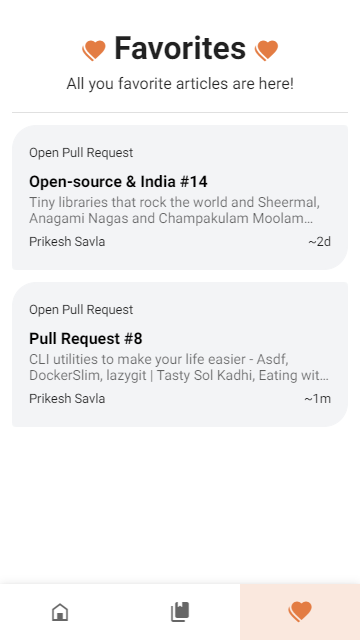 Favorites
All you favorite articles are here!
Open Pull Request
Open-source & India #14
Tiny libraries that rock the world and Sheermal,
Anagami Nagas and Champakulam Moolam…
Prikesh Savla ~2d
Open Pull Request
Pull Request #8
CLI utilities to make your life easier - Asdf,
DockerSlim, lazygit | Tasty Sol Kadhi, Eating wit…
Prikesh Savla ~1m